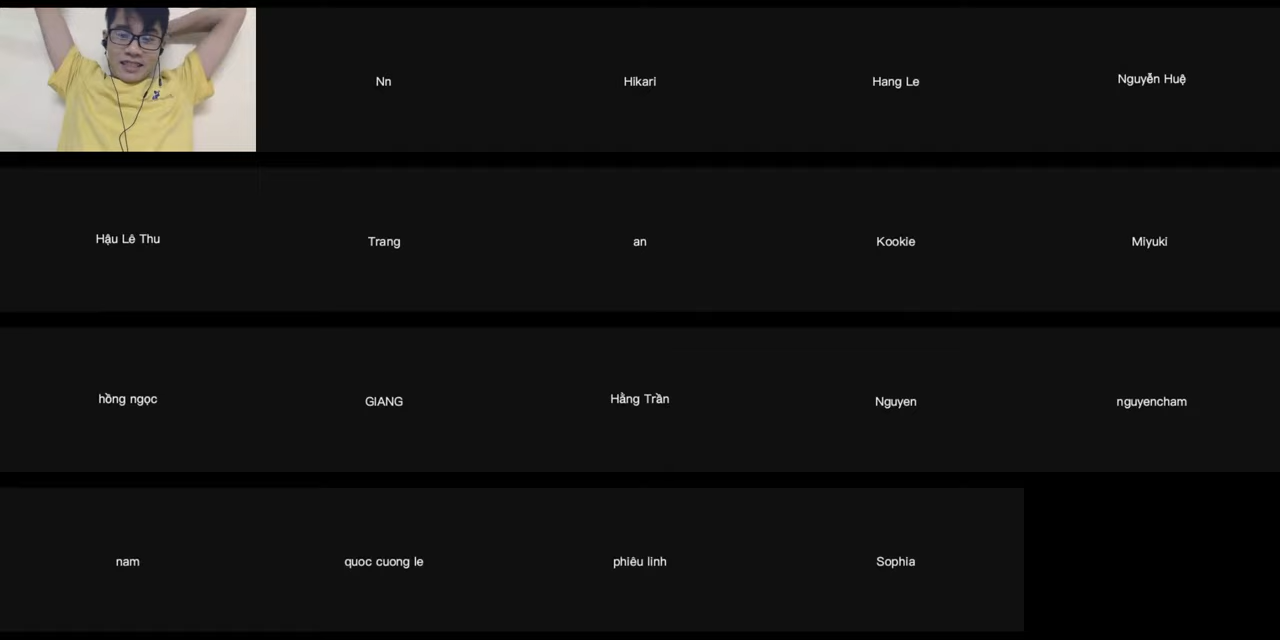 Nn
Hikari
Hang Le
Nguyễn Huệ
Hậu Lê Thu
Trang
an
Kookie
Miyuki
hồng ngọc
GIANG
Hằng Trần
Nguyen
nguyencham
nam
quoc cuong le
phiêu linh
Sophia